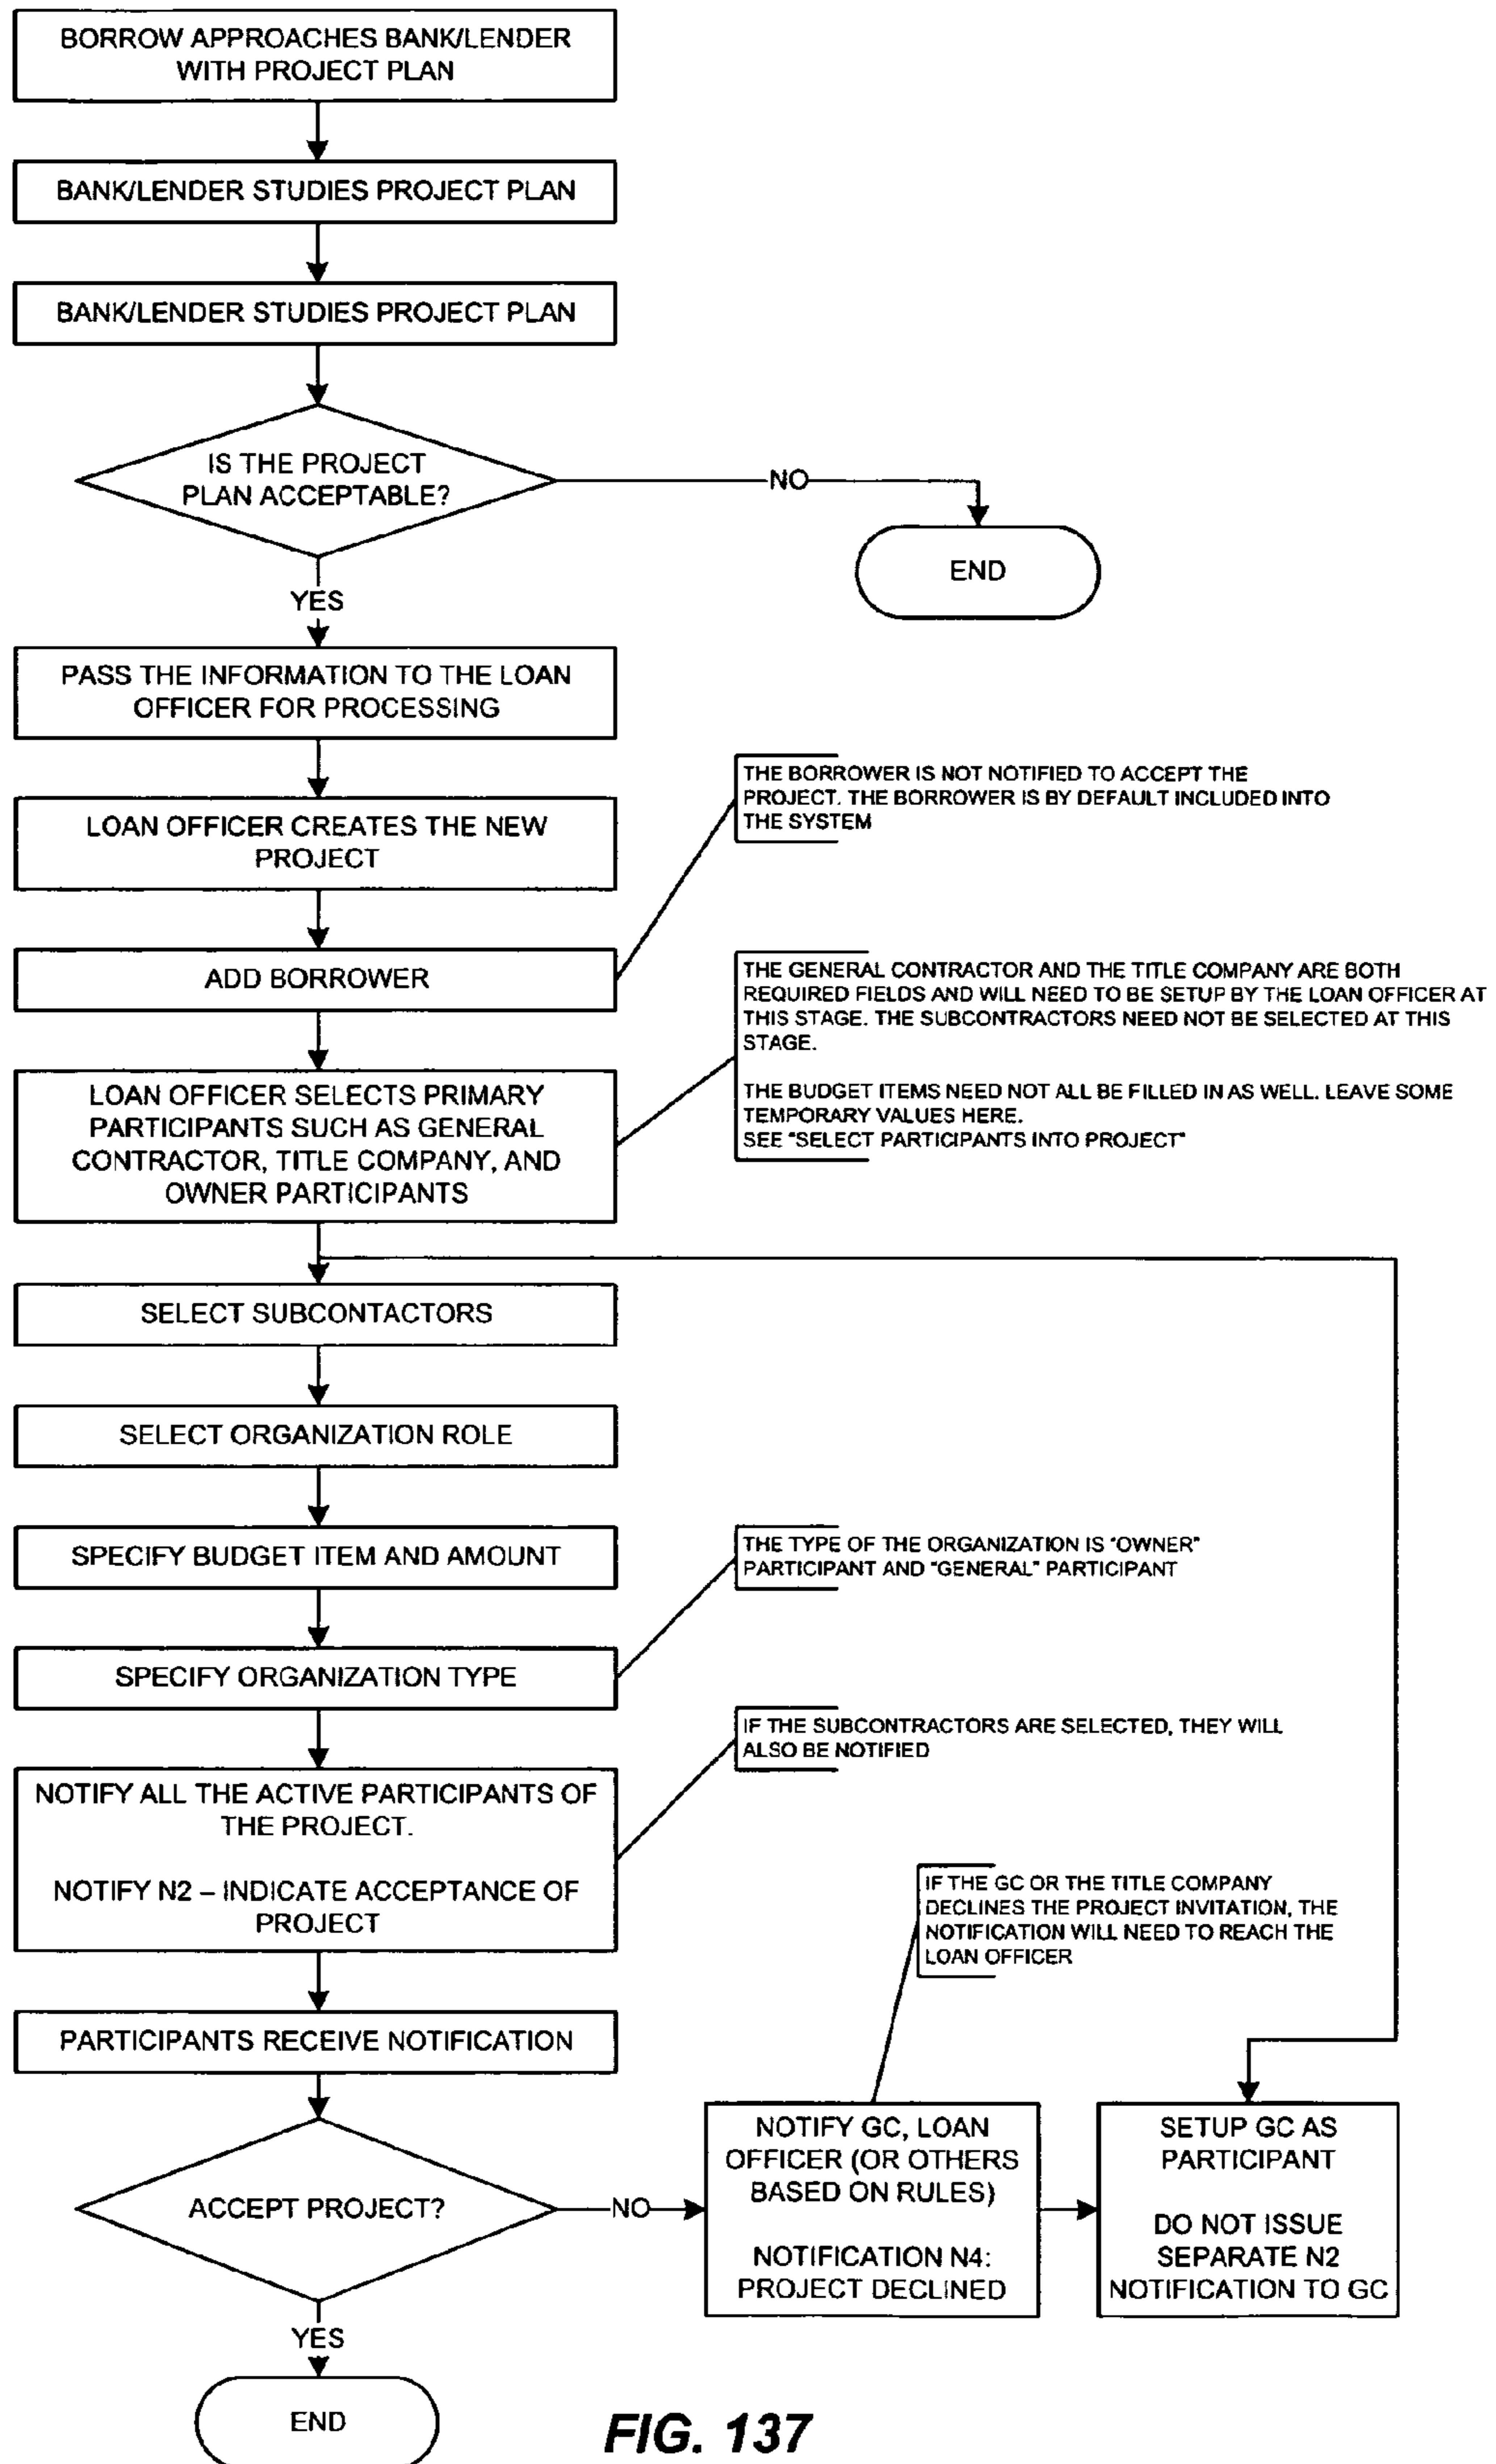 BORROW APPROACHES BANK/LENDER
WITH PROJECT PLAN
BANK/LENDER STUDIES PROJECT PLAN
BANK/LENDER STUDIES PROJECT PLAN
IS THE PROJECT
PLAN ACCEPTABLE?
NO
END
YES
PASS THE INFORMATION TO THE LOAN
OFFICER FOR PROCESSING
LOAN OFFICER CREATES THE NEW
PROJECT
THE BORROWER IS NOT NOTIFIED TO ACCEPT THE
PROJECT. THE BORROWER IS BY DEFAULT INCLUDED INTO
THE SYSTEM
ADD BORROWER
THE GENERAL CONTRACTOR AND THE TITLE COMPANY ARE BOTH
REQUIRED FIELDS AND WILL NEED TO BE SETUP BY THE LOAN OFFICER AT
THIS STAGE. THE SUBCONTRACTORS NEED NOT BE SELECTED AT THIS
STAGE.
THE BUDGET ITEMS NEED NOT ALL BE FILLED IN AS WELL. LEAVE SOME
TEMPORARY VALUES HERE.
SEE "SELECT PARTICIPANTS INTO PROJECT"
LOAN OFFICER SELECTS PRIMARY
PARTICIPANTS SUCH AS GENERAL
CONTRACTOR, TITLE COMPANY, AND
OWNER PARTICIPANTS
SELECT SUBCONTACTORS
SELECT ORGANIZATION ROLE
SPECIFY BUDGET ITEM AND AMOUNT
THE TYPE OF THE ORGANIZATION IS "OWNER"
PARTICIPANT AND "GENERAL" PARTICIPANT
SPECIFY ORGANIZATION TYPE
IF THE SUBCONTRACTORS ARE SELECTED, THEY WILL
ALSO BE NOTIFIED
NOTIFY ALL THE ACTIVE PARTICIPANTS OF
THE PROJECT.
NOTIFY N2 – INDICATE ACCEPTANCE OF
PROJECT
IF THE GC OR THE TITLE COMPANY
DECLINES THE PROJECT INVITATION, THE
NOTIFICATION WILL NEED TO REACH THE
LOAN OFFICER
PARTICIPANTS RECEIVE NOTIFICATION
ACCEPT PROJECT?
NO
NOTIFY GC, LOAN
OFFICER (OR OTHERS
BASED ON RULES)
NOTIFICATION N4:
PROJECT DECLINED
SETUP GC AS
PARTICIPANT
DO NOT ISSUE
SEPARATE N2
NOTIFICATION TO GC
YES
END
FIG. 137